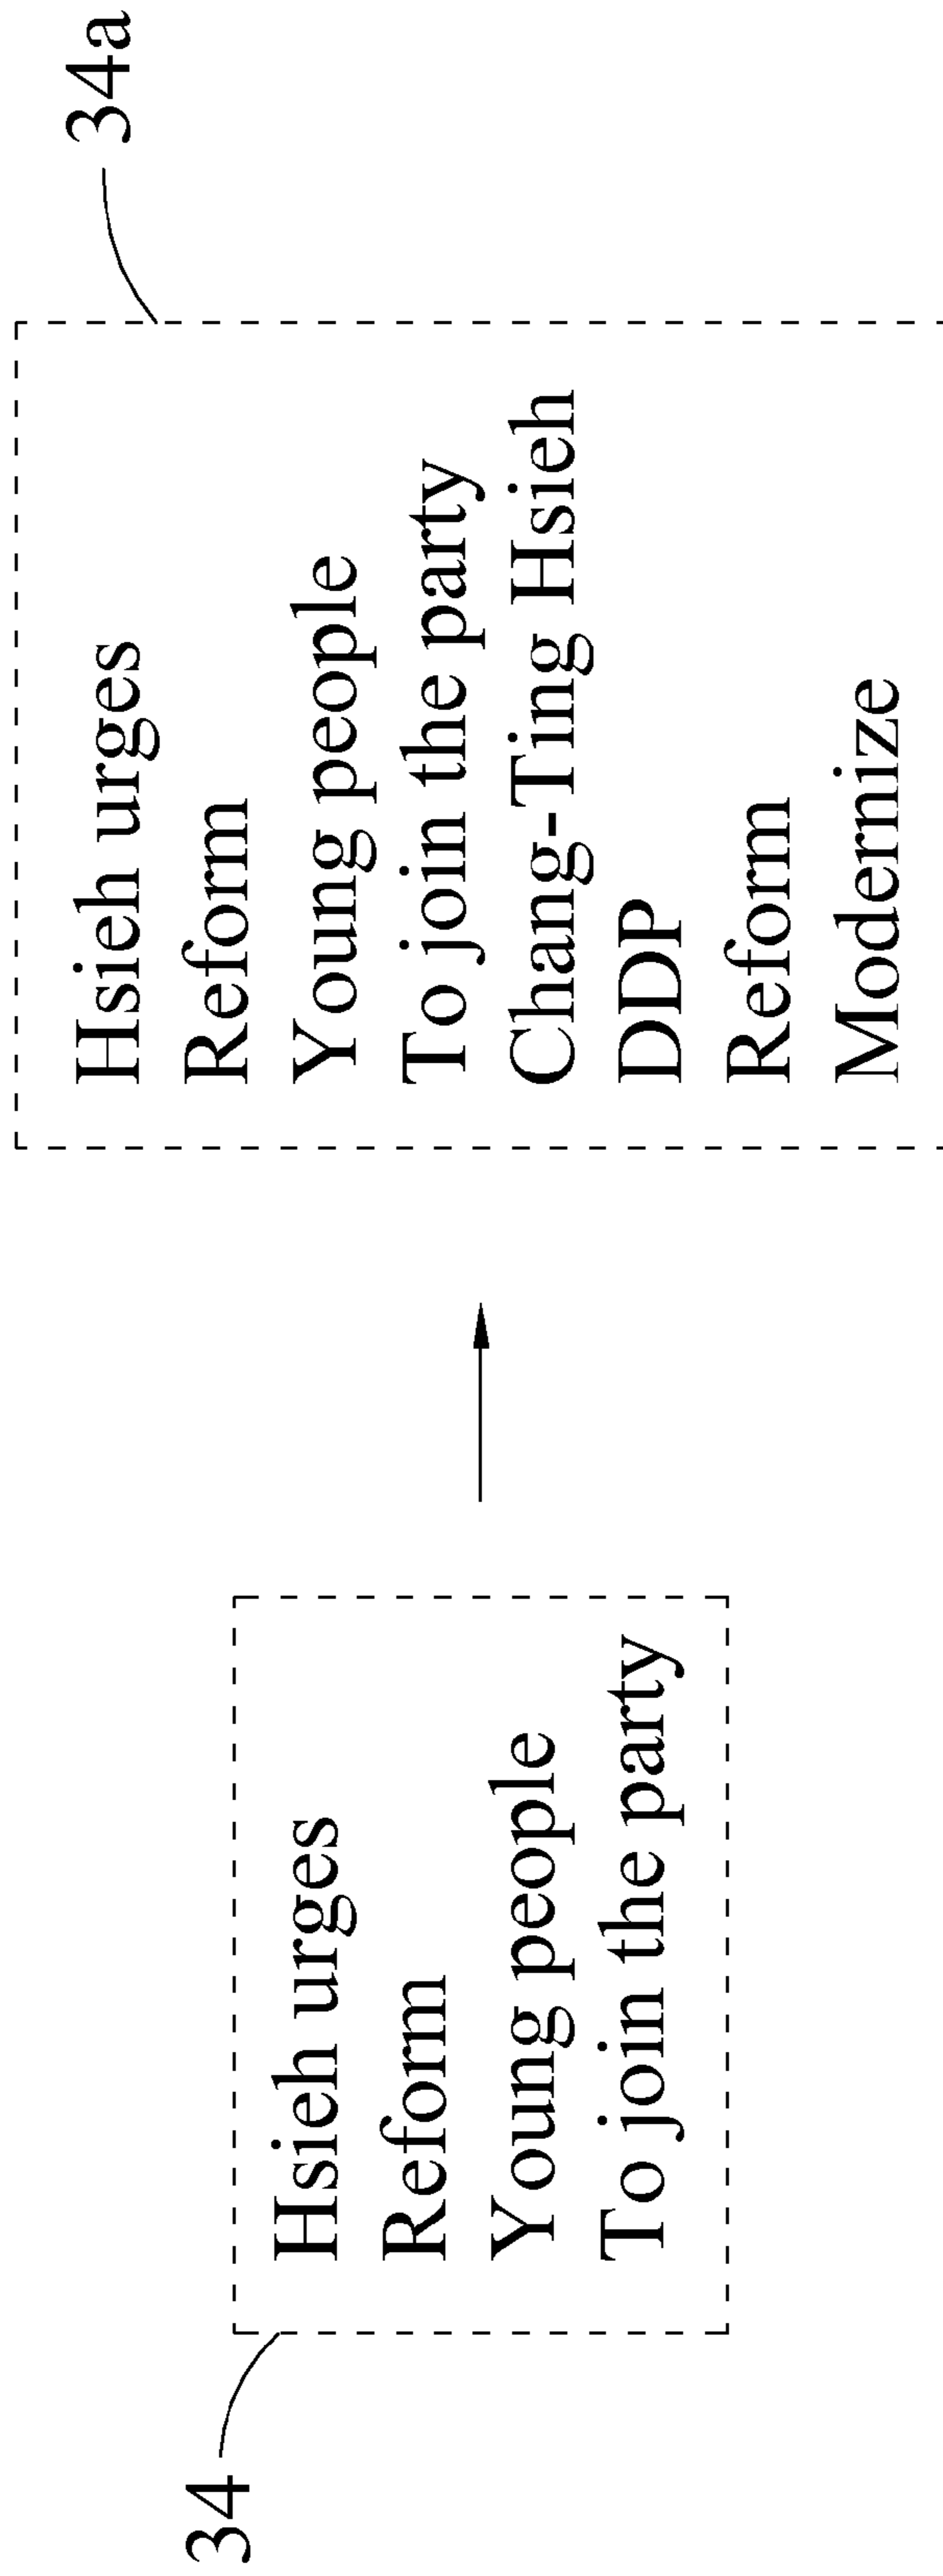 34
Hsieh urges
Reform
Young people
To join the party
34a
Hsieh urges
Reform
Young people
To join the party
Chang-Ting Hsieh
DDP
Reform
Modernize